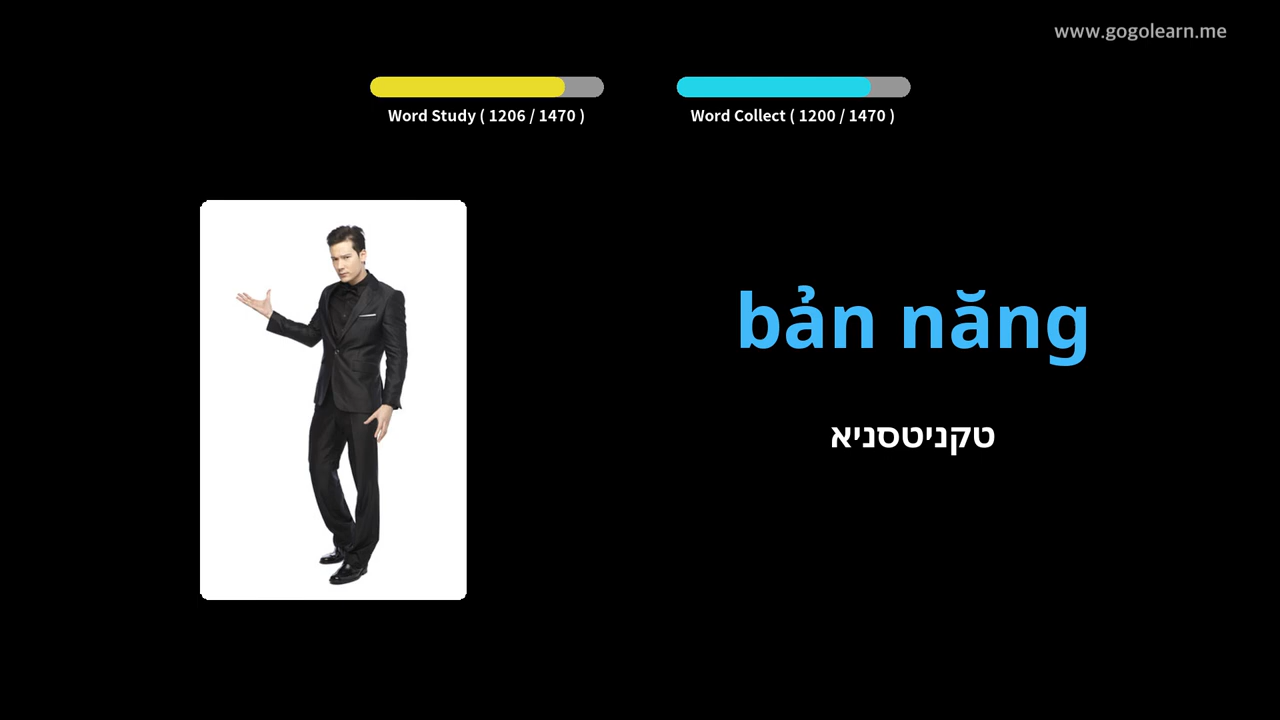 www.gogolearn.me
Word Study ( 1206 / 1470 )
Word Collect ( 1200 / 1470 )
bản năng
טקניטסניא